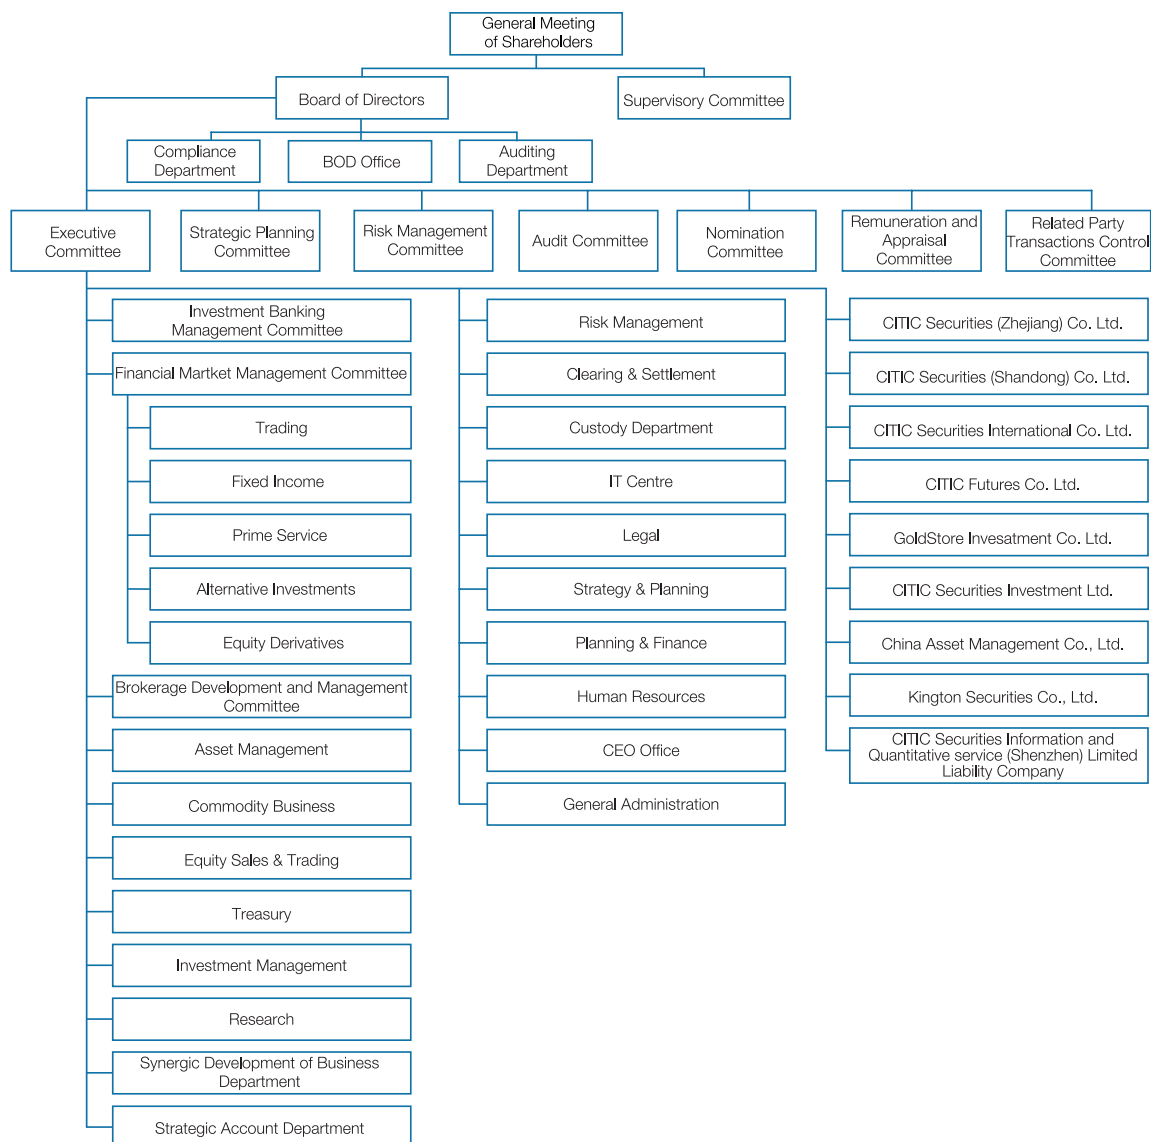 General Meeting
of Shareholders
Board of Directors
Supervisory Committee
Compliance
Department
BOD Office
Auditing
Department
Executive
Committee
Strategic Planning
Committee
Risk Management
Committee
Audit Committee
Nomination
Committee
Remuneration and
Appraisal
Committee
Related Party
Transactions Control
Committee
Investment Banking
Management Committee
Financial Martket Management Committee
Trading
Fixed Income
Prime Service
Alternative Investments
Equity Derivatives
Brokerage Development and Management
Committee
Asset Management
Commodity Business
Equity Sales & Trading
Treasury
Investment Management
Research
Synergic Development of Business
Department
Strategic Account Department
Risk Management
Clearing & Settlement
Custody Department
IT Centre
Legal
Strategy & Planning
Planning & Finance
Human Resources
CEO Office
General Administration
CITIC Securities (Zhejiang) Co. Ltd.
CITIC Securities (Shandong) Co. Ltd.
CITIC Securities International Co. Ltd.
CITIC Futures Co. Ltd.
GoldStore Invesatment Co. Ltd.
CITIC Securities Investment Ltd.
China Asset Management Co., Ltd.
Kington Securities Co., Ltd.
CITIC Securities Information and
Quantitative service (Shenzhen) Limited
Liability Company